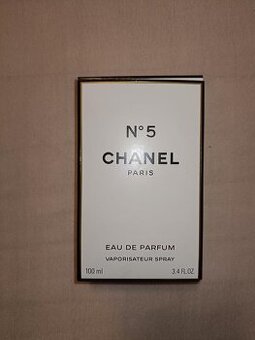 N°5
CHANEL
PARIS
EAU DE PARFUM
VAPORISATEUR SPRAY
100 ml 3.4 FL.OZ.